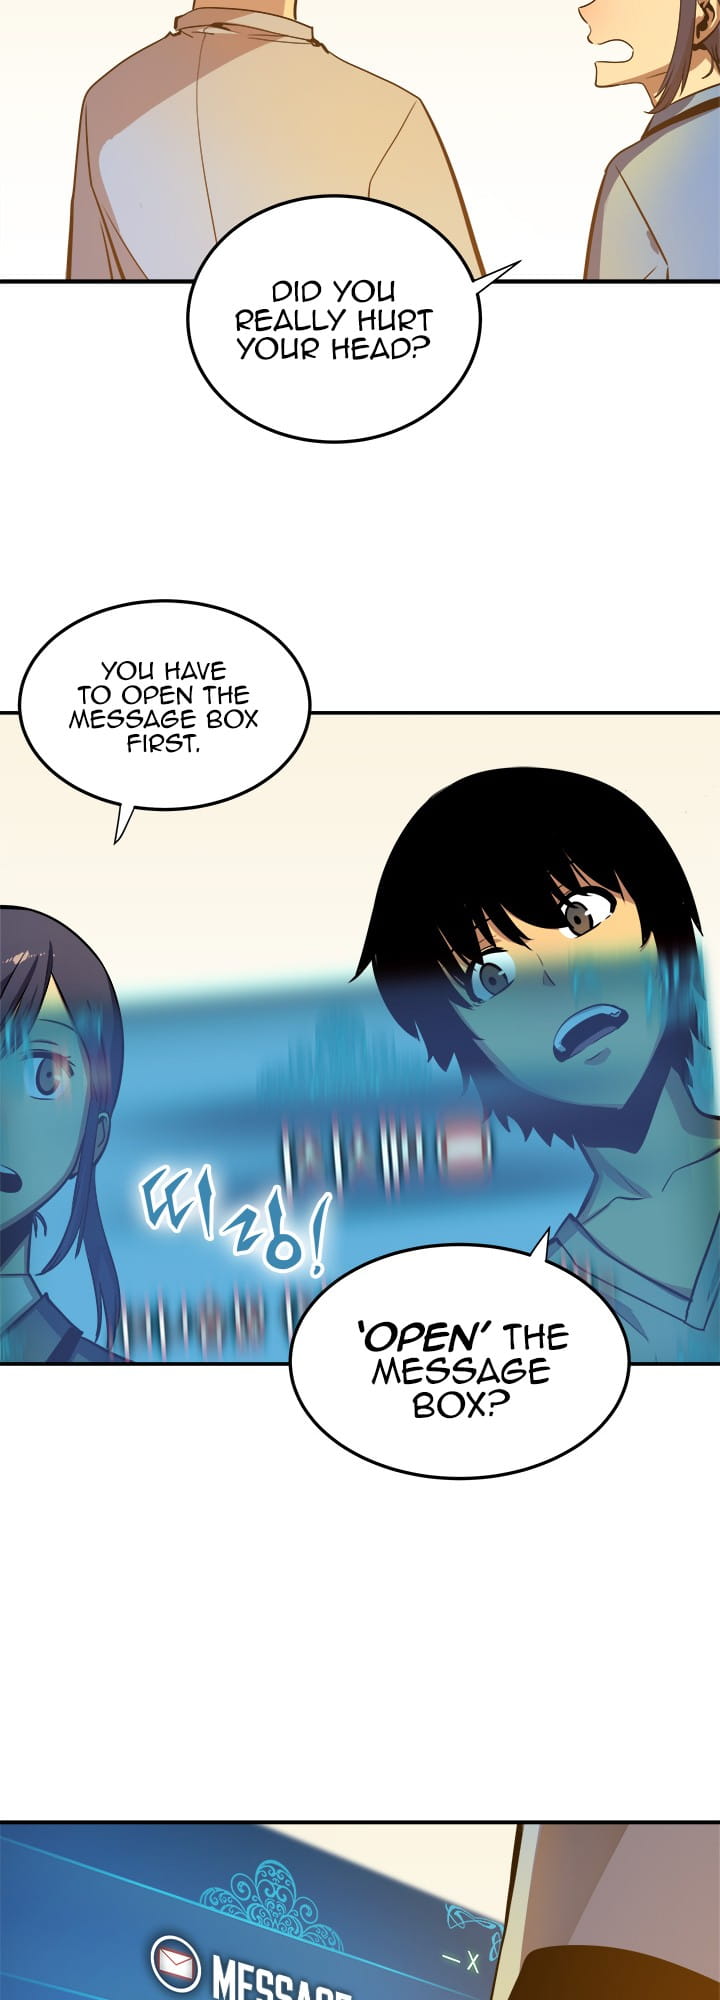 DID YOU
REALLY HURT
YOUR HEAD?
YOU HAVE
TO OPEN THE
MESSAGE BOX
FIRST.
띠링!
'OPEN' THE
MESSAGE
BOX?
– X
MESSAGE